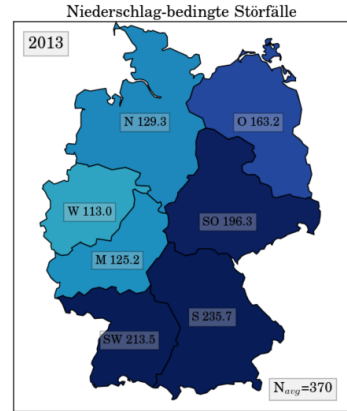 Niederschlag-bedingte Störfälle
2013
N 129.3
O 163.2
W 113.0
SO 196.3
M 125.2
S 235.7
SW 213.5
Navg=370